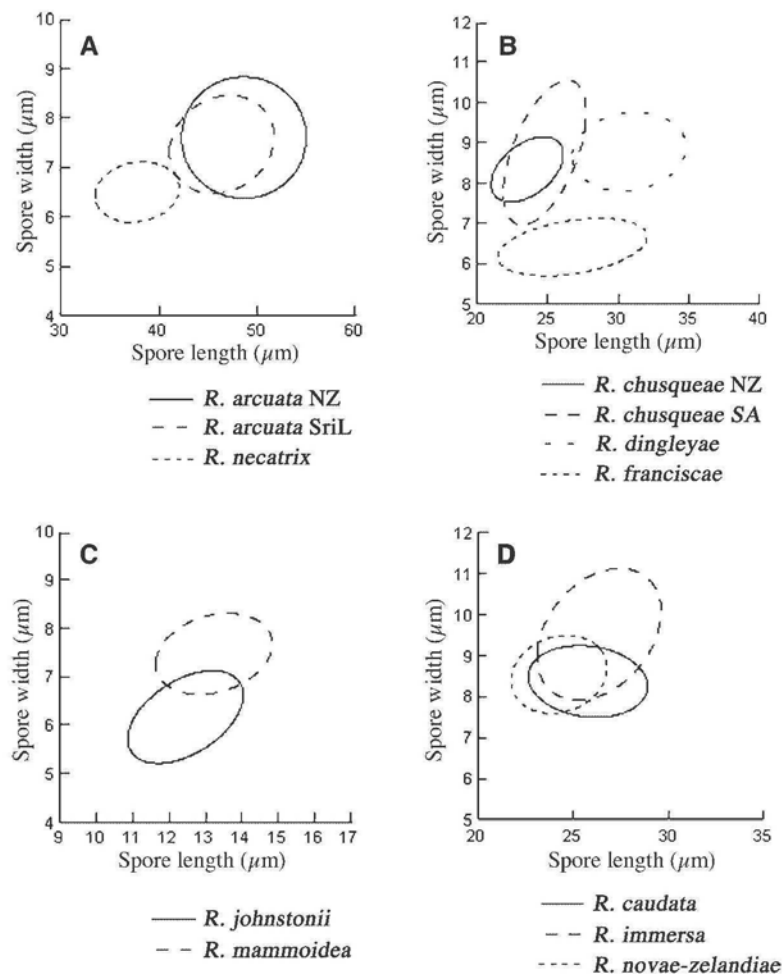 A
10
9
8
7
6
5
4
30
40
50
60
Spore width (µm)
Spore length (µm)
R. arcuata NZ
R. arcuata SriL
R. necatrix
B
12
11
10
9
8
7
6
5
20
25
30
35
40
Spore width (µm)
Spore length (µm)
R. chusqueae NZ
R. chusqueae SA
R. dingleyae
R. franciscae
C
10
9
8
7
6
5
4
9
10
11
12
13
14
15
16
17
Spore width (µm)
Spore length (µm)
R. johnstonii
R. mammoidea
D
12
11
10
9
8
7
6
5
20
25
30
35
Spore width (µm)
Spore length (µm)
R. caudata
R. immersa
R. novae-zelandiae